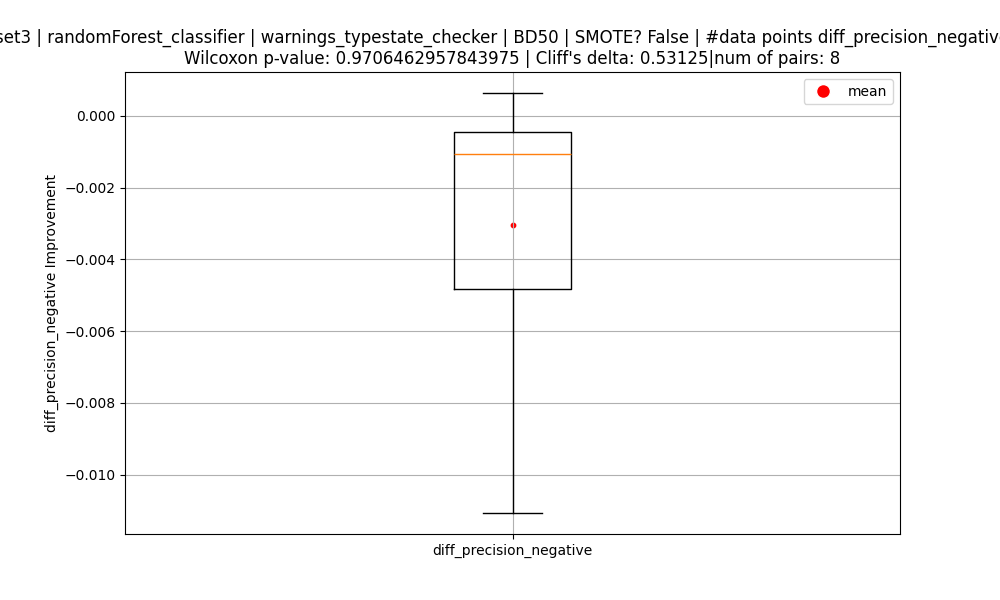 set3 | randomForest_classifier | warnings_typestate_checker | BD50 | SMOTE? False | #data points diff_precision_negative
Wilcoxon p-value: 0.9706462957843975 | Cliff's delta: 0.53125|num of pairs: 8
mean
0.000
−0.002
−0.004
−0.006
−0.008
−0.010
diff_precision_negative Improvement
diff_precision_negative